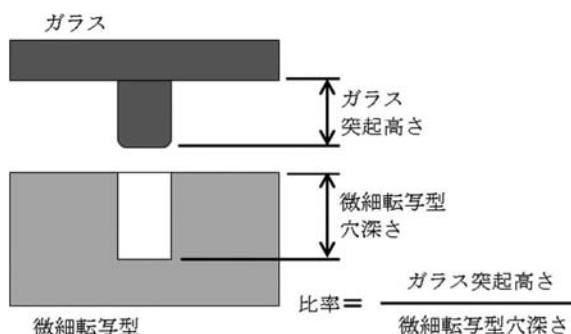 ガラス
ガラス
突起高さ
微細転写型
穴深さ
比率＝ ガラス突起高さ
微細転写型穴深さ
微細転写型